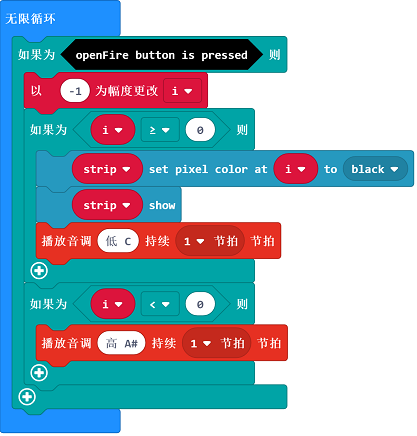 无限循环
如果为 openFire button is pressed 则
以 -1 为幅度更改 i
如果为 i ≥ 0 则
strip set pixel color at i to black
strip show
播放音调 低 C 持续 1 节拍 节拍
如果为 i < 0 则
播放音调 高 A# 持续 1 节拍 节拍